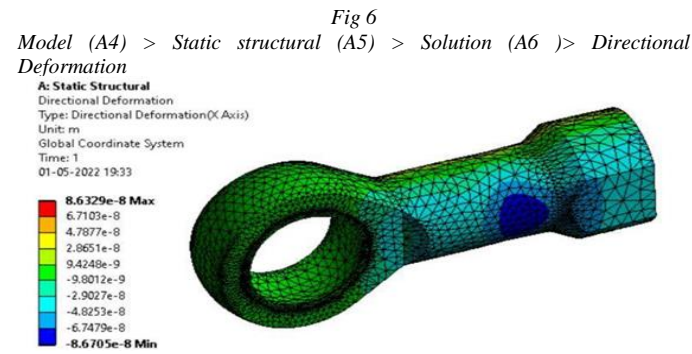 Fig 6
Model (A4) > Static structural (A5) > Solution (A6 )> Directional
Deformation
A: Static Structural
Directional Deformation
Type: Directional Deformation(X Axis)
Unit: m
Global Coordinate System
Time: 1
01-05-2022 19:33
8.6329e-8 Max
6.7103e-8
4.7877e-8
2.8651e-8
9.4248e-9
-9.8012e-9
-2.9027e-8
-4.8253e-8
-6.7479e-8
-8.6705e-8 Min